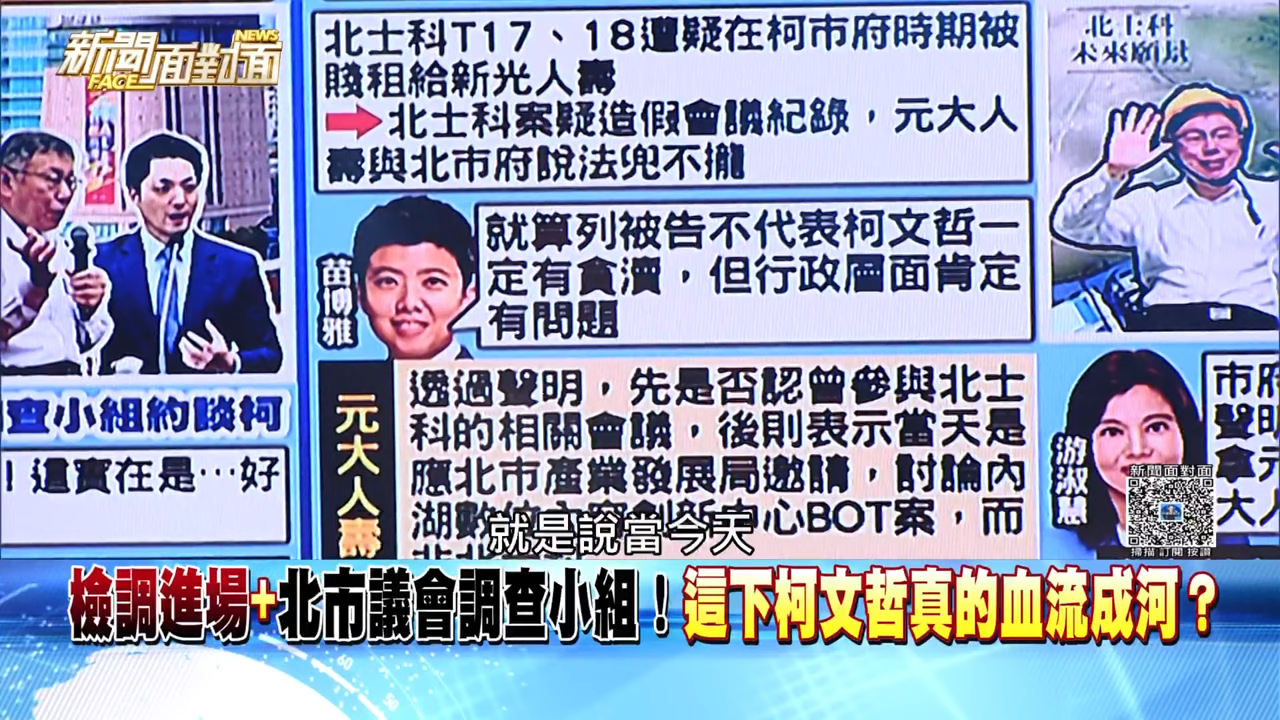 新聞面對面
NEWS
FACE
北士科T17、18遭疑在柯市府時期被
賤租給新光人壽
北士科案疑造假會議紀錄,元大人
壽與北市府說法兜不攏
北士科
未來願景
苗博雅
就算列被告不代表柯文哲一
定有貪瀆,但行政層面肯定
有問題
查小組約談柯
!這實在是…好
元大人壽
透過聲明,先是否認曾參與北士
科的相關會議,後則表示當天是
應北市產業發展局邀請,討論內
湖數
心BOT案,而
游淑慧
市府
聲明
拿元
大人
新聞面對面
掃描 訂閱 按讚
就是說當今天
檢調進場+北市議會調查小組!這下柯文哲真的血流成河?